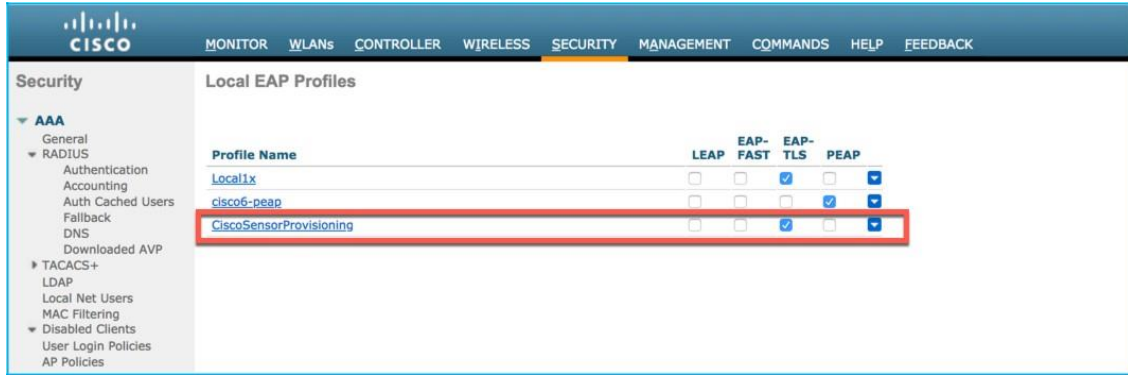 CISCO
MONITOR WLANs CONTROLLER WIRELESS SECURITY MANAGEMENT COMMANDS HELP FEEDBACK
Security
AAA
General
RADIUS
Authentication
Accounting
Auth Cached Users
Fallback
DNS
Downloaded AVP
TACACS+
LDAP
Local Net Users
MAC Filtering
Disabled Clients
User Login Policies
AP Policies
Local EAP Profiles
Profile Name LEAP EAP-FAST EAP-TLS PEAP
Local1x
cisco6-peap
CiscoSensorProvisioning